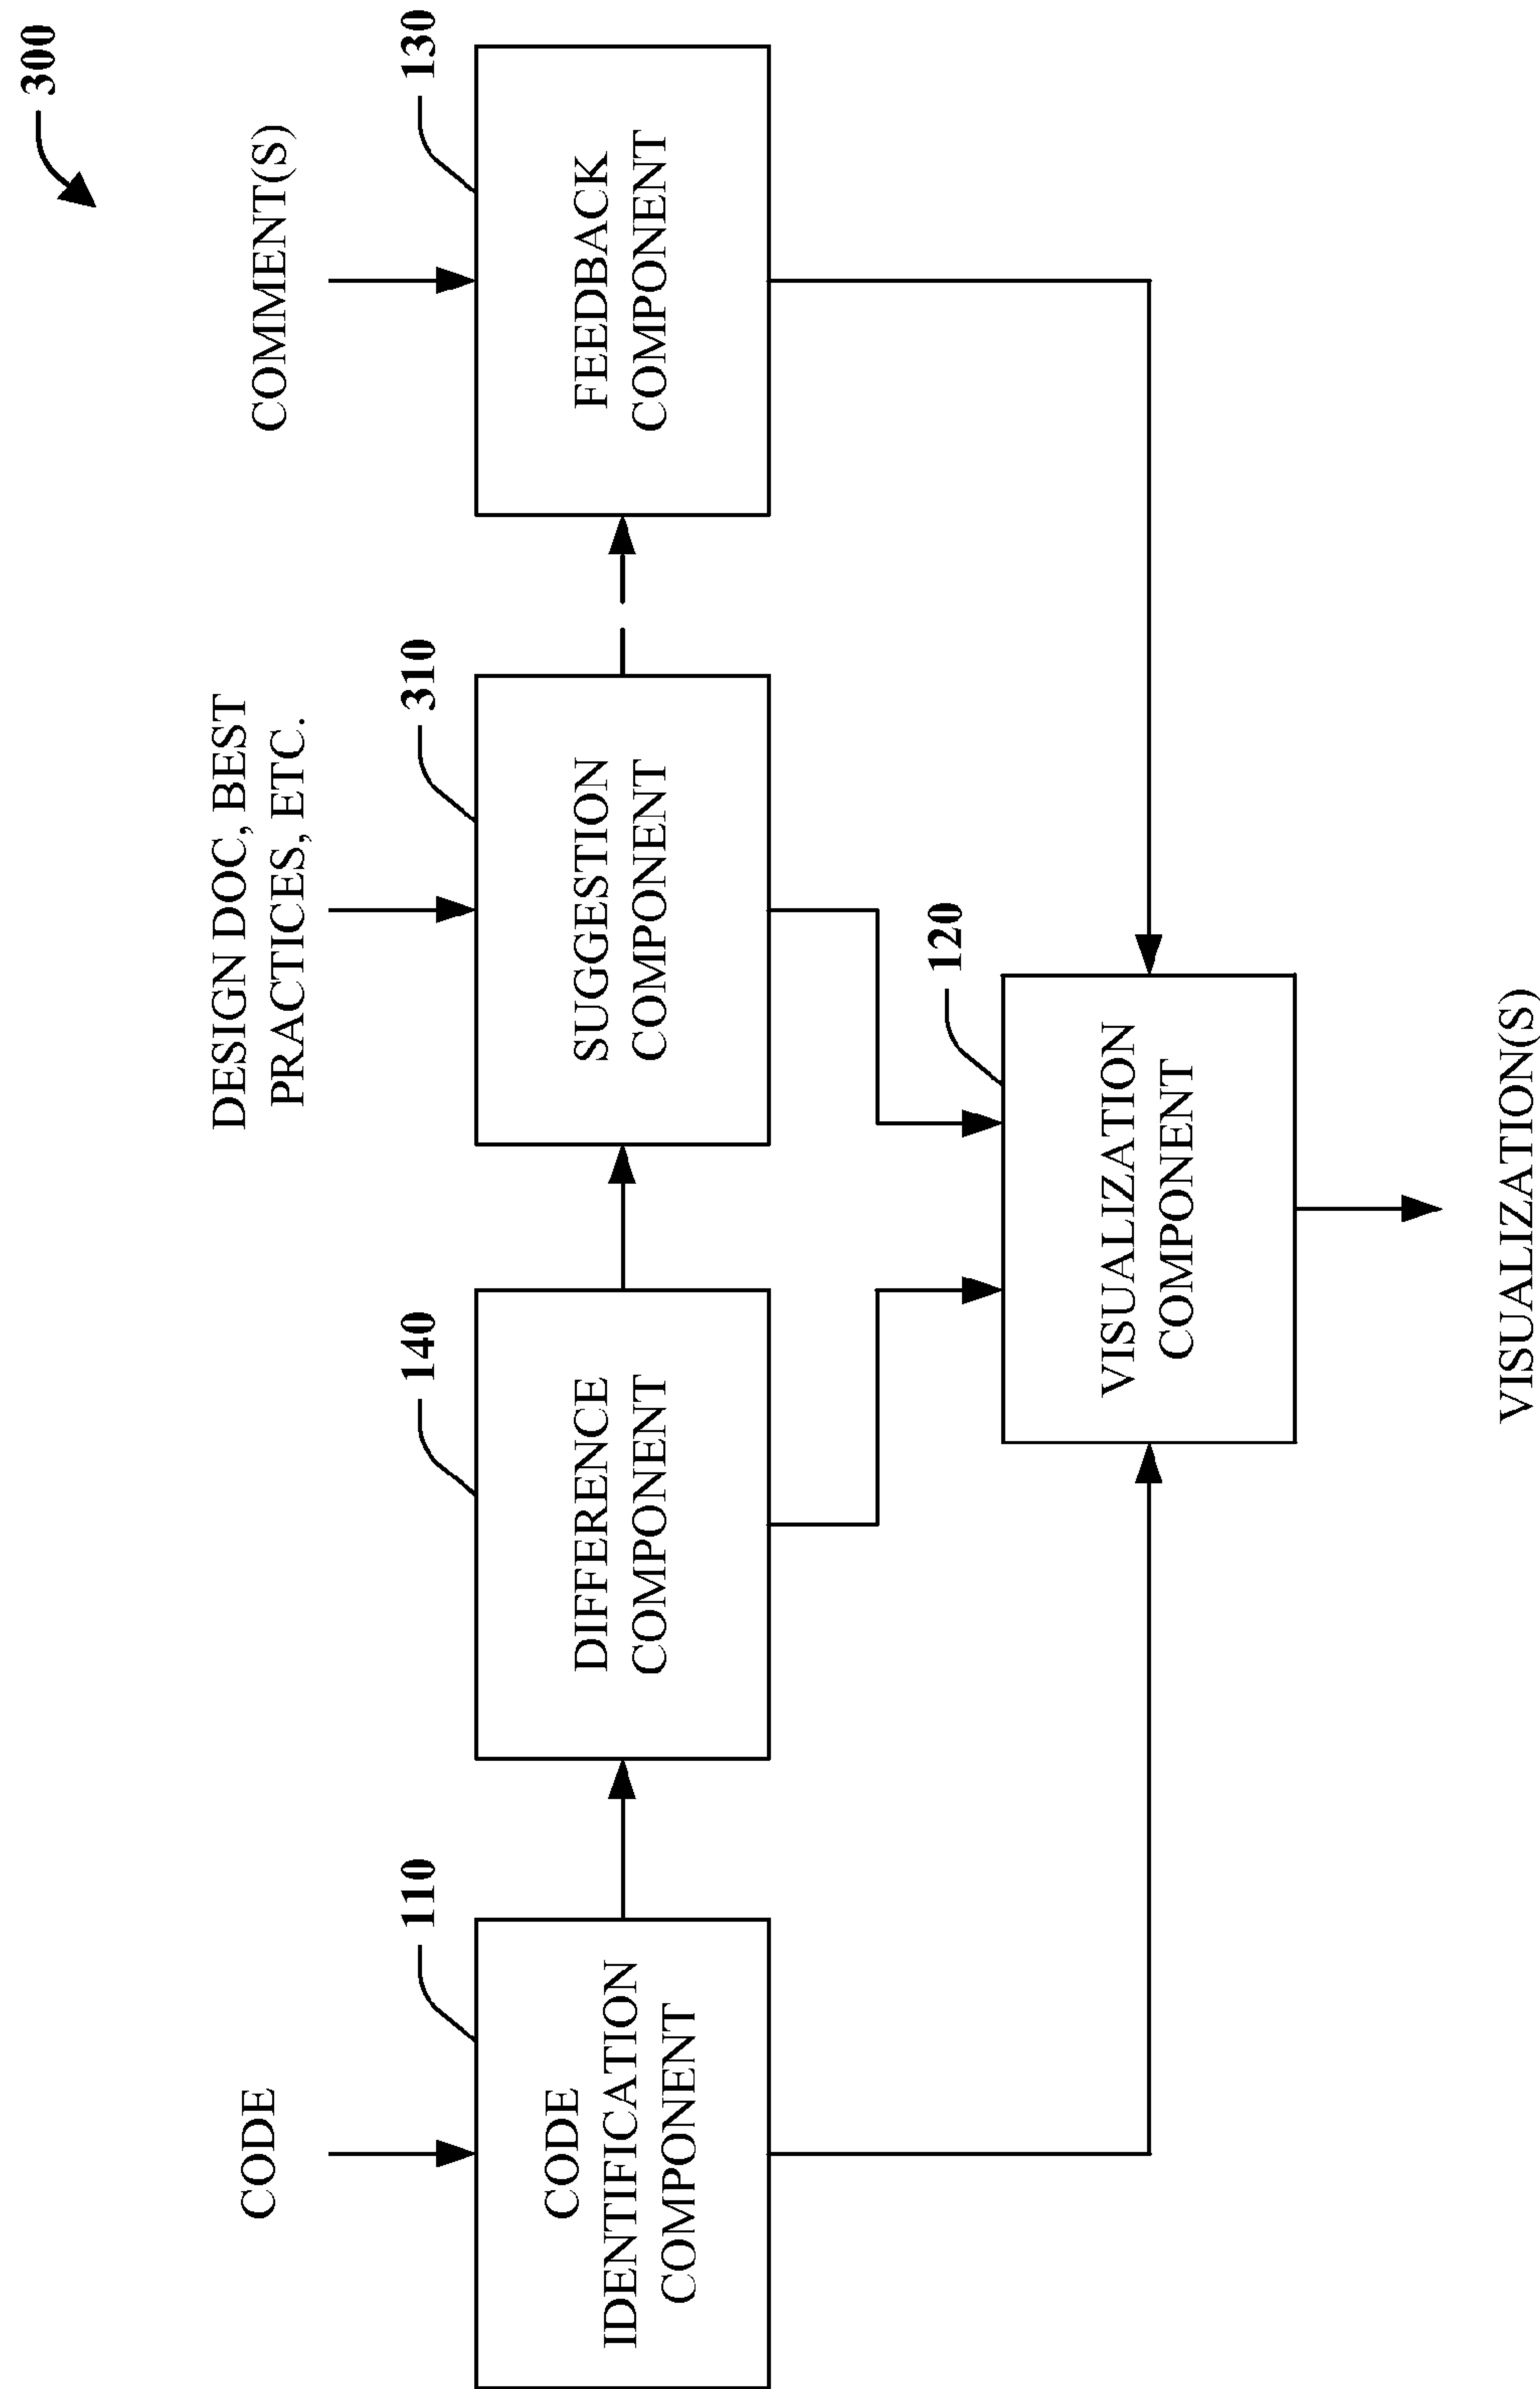 300
CODE
DESIGN DOC, BEST
PRACTICES, ETC.
COMMENT(S)
110
140
310
130
CODE
IDENTIFICATION
COMPONENT
DIFFERENCE
COMPONENT
SUGGESTION
COMPONENT
FEEDBACK
COMPONENT
120
VISUALIZATION
COMPONENT
VISUALIZATION(S)